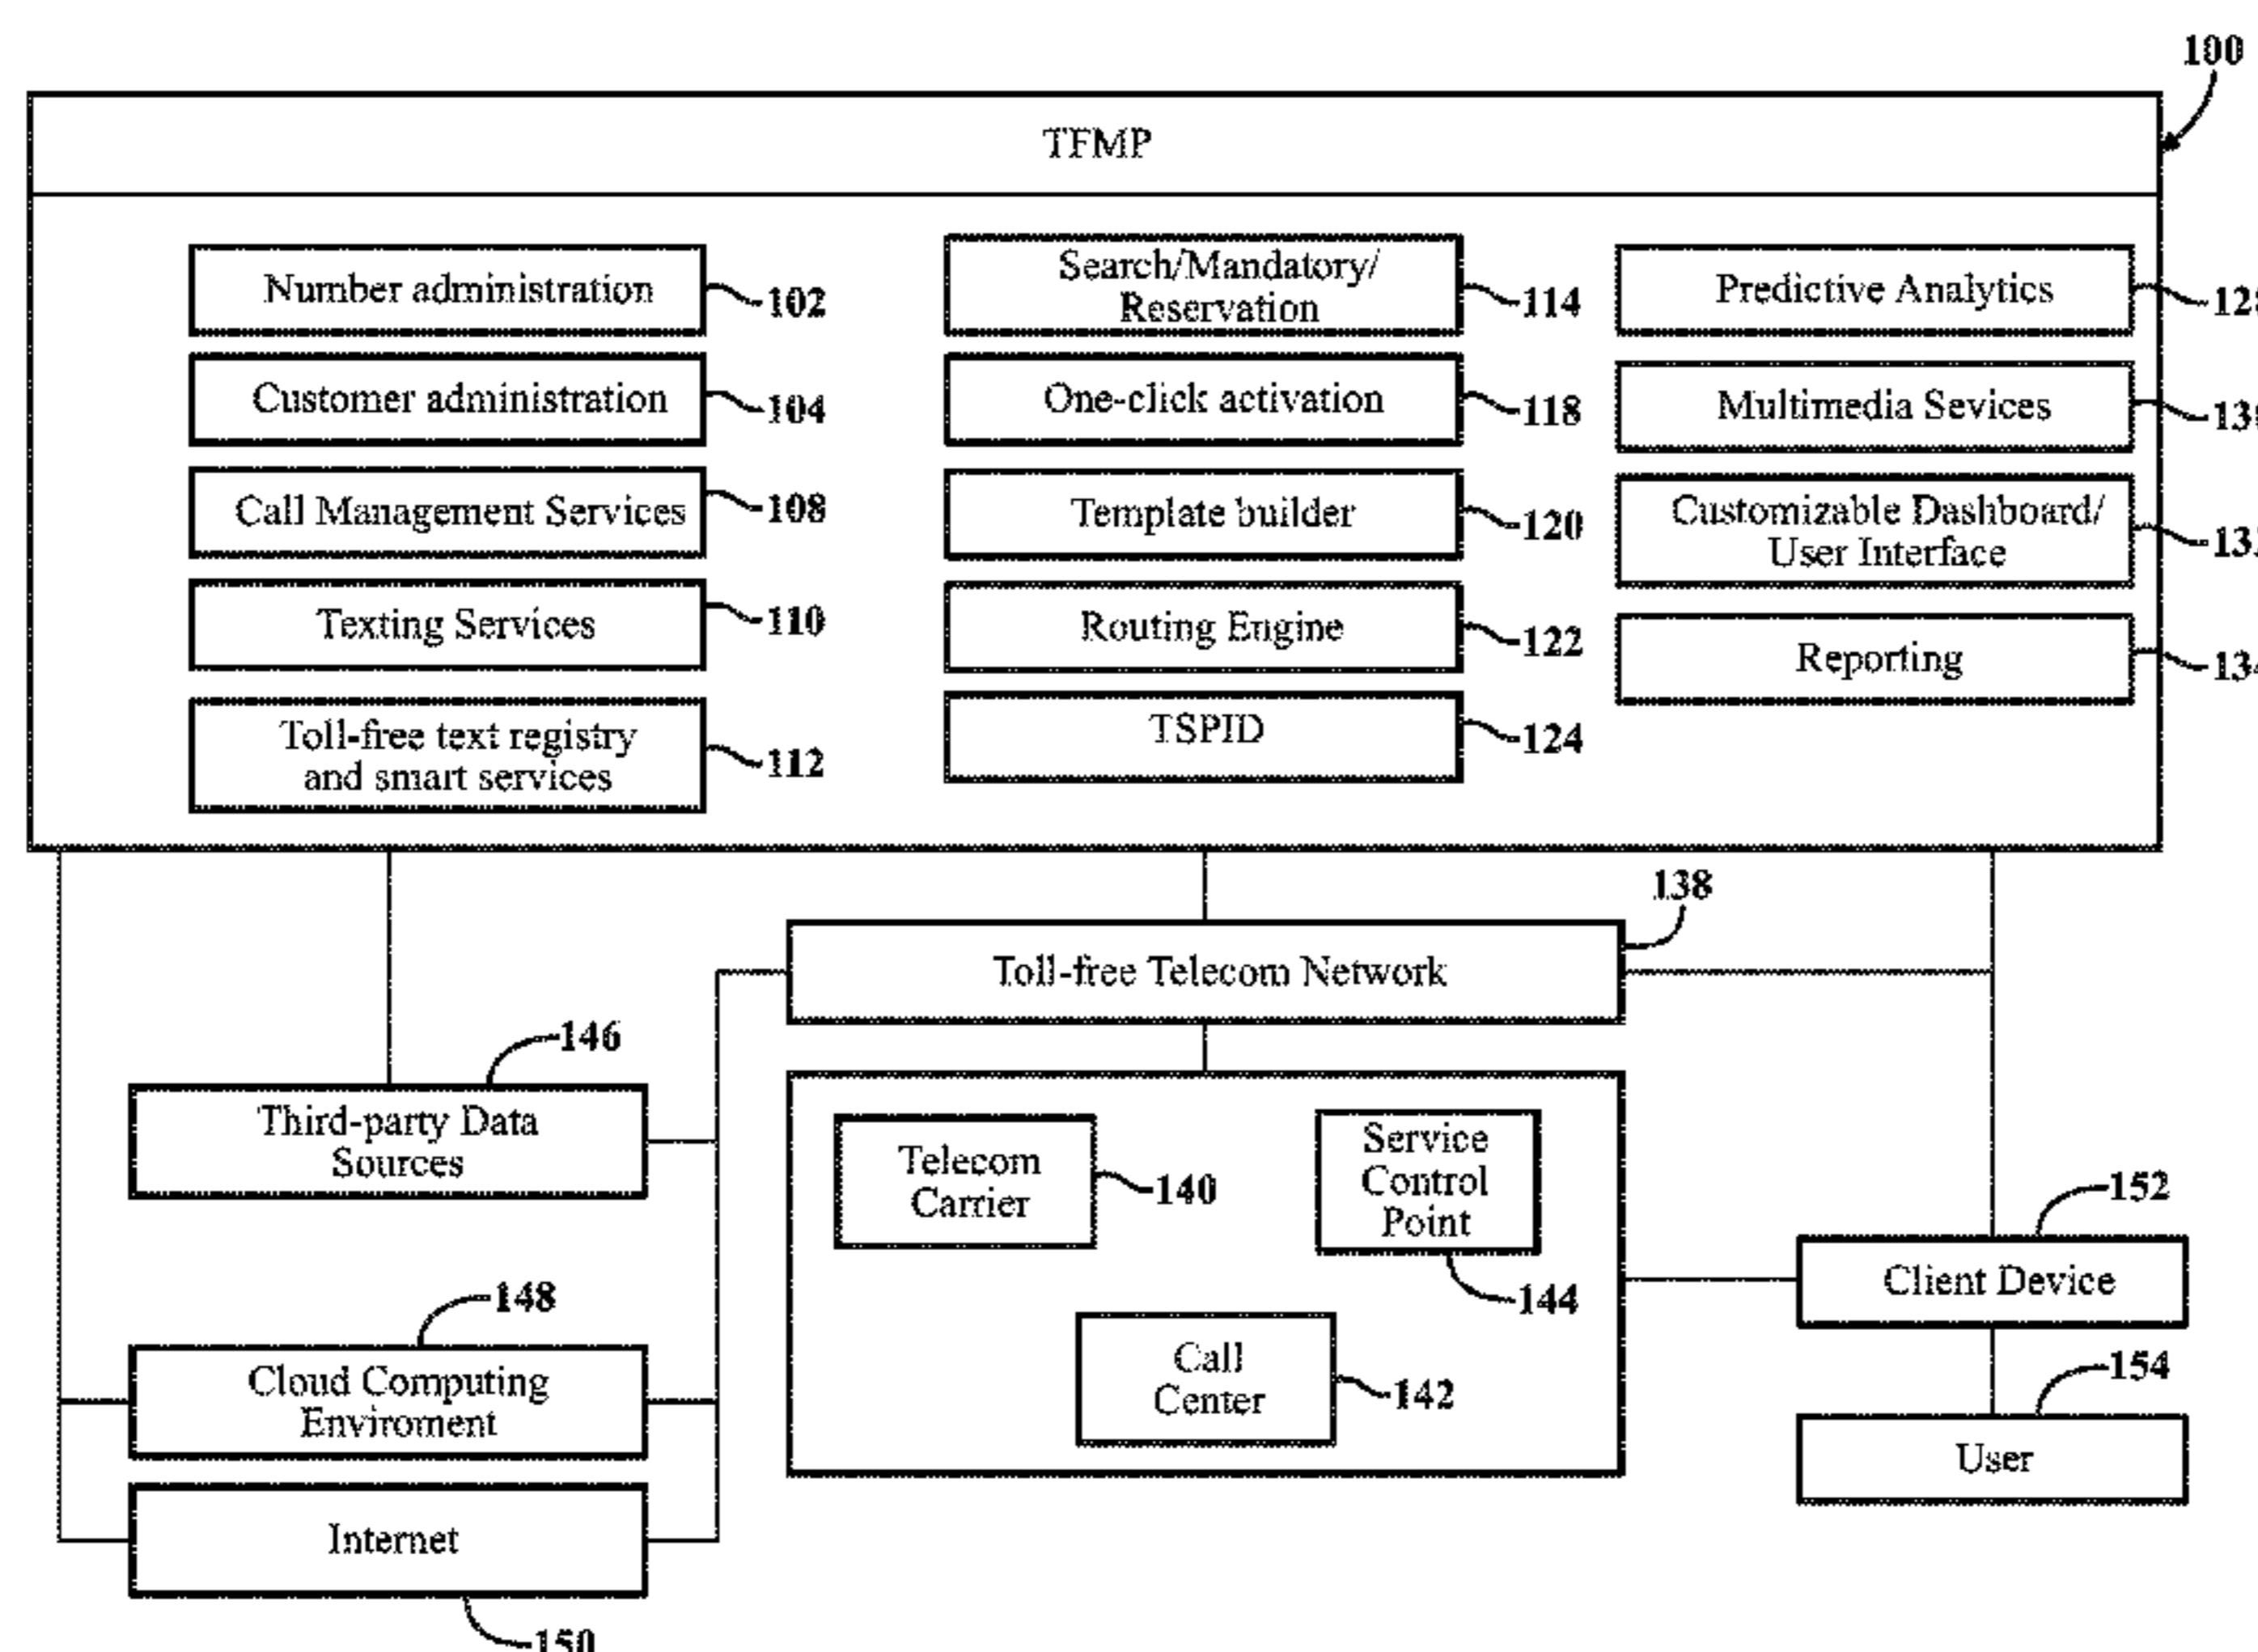 100
TFMP
Number administration
102
Customer administration
104
Call Management Services
108
Texting Services
110
Toll-free text registry
and smart services
112
Search/Mandatory/
Reservation
114
One-click activation
118
Template builder
120
Routing Engine
122
TSPID
124
Predictive Analytics
Multimedia Sevices
Customizable Dashboard/
User Interface
Reporting
138
Toll-free Telecom Network
146
Third-party Data
Sources
148
Cloud Computing
Enviroment
Internet
150
Telecom
Carrier
140
Service
Control
Point
144
Call
Center
142
152
Client Device
154
User